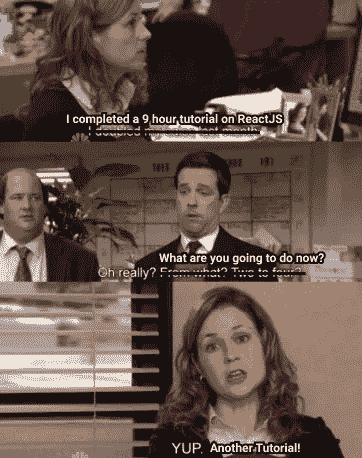 I completed a 9 hour tutorial on ReactJS
I doubled my sales last month.
What are you going to do now?
Oh really? From what? Two to four?
YUP. Another Tutorial!